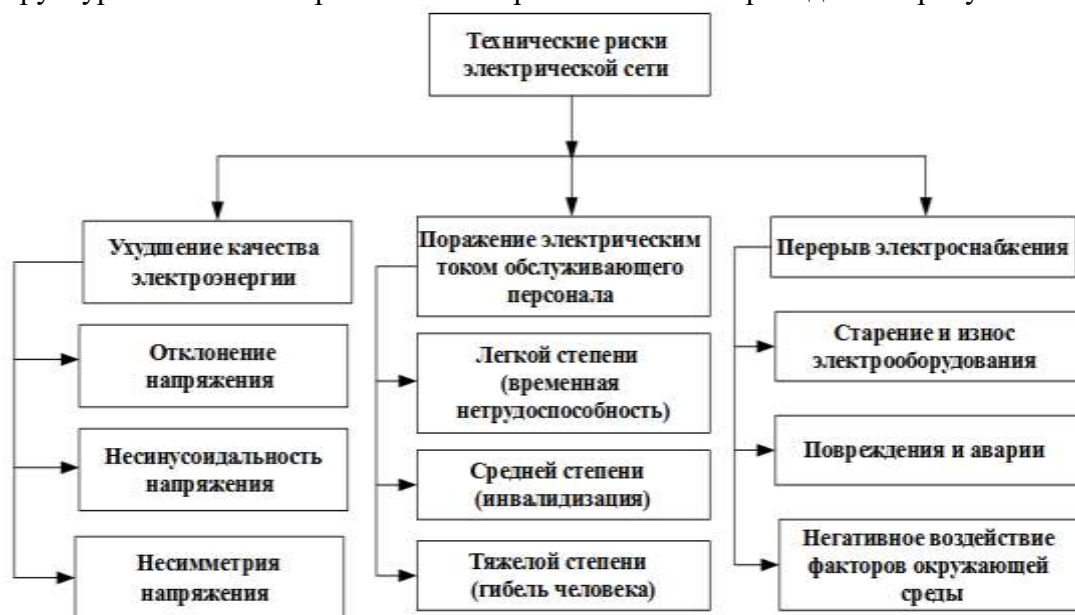 Технические риски
электрической сети
Ухудшение качества
электроэнергии
Отклонение
напряжения
Несинусоидальность
напряжения
Несимметрия
напряжения
Поражение электрическим
током обслуживающего
персонала
Легкой степени
(временная
нетрудоспособность)
Средней степени
(инвалидизация)
Тяжелой степени
(гибель человека)
Перерыв электроснабжения
Старение и износ
электрооборудования
Повреждения и аварии
Негативное воздействие
факторов окружающей
среды